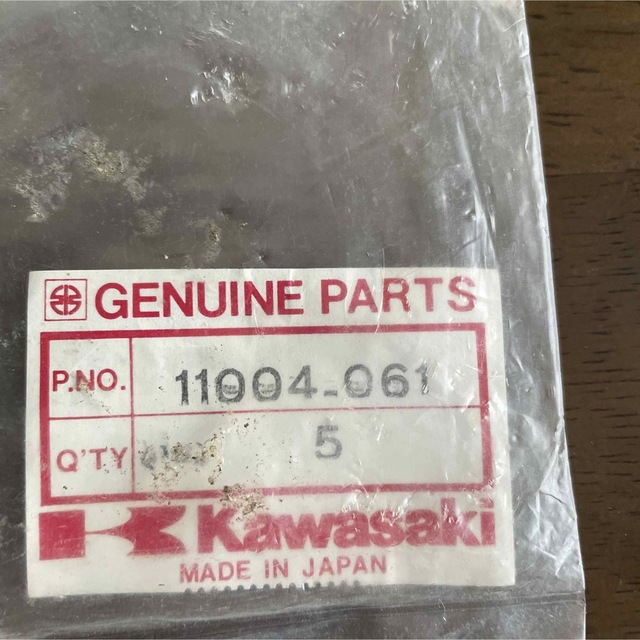 GENUINE PARTS
P.NO. 11004-061
Q'TY 5
Kawasaki
MADE IN JAPAN